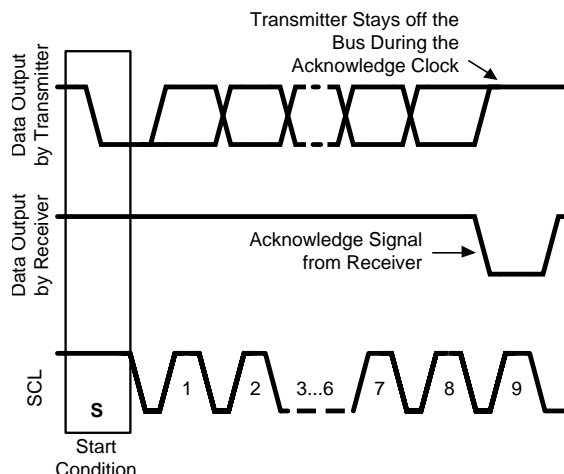 Transmitter Stays off the
Bus During the
Acknowledge Clock
Data Output
by Transmitter
Data Output
by Receiver
Acknowledge Signal
from Receiver
SCL
S
1
2
3...6
7
8
9
Start
Condition